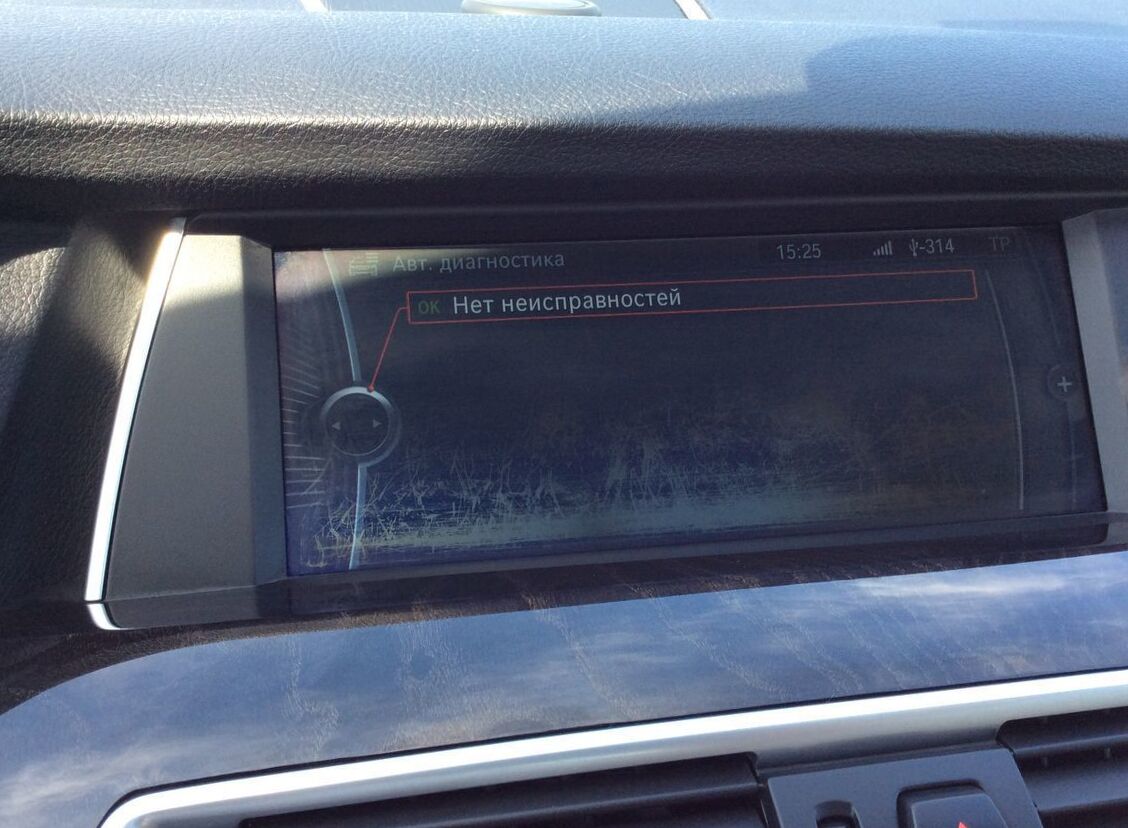 Авт. диагностика 15:25 -314 TP
OK Нет неисправностей